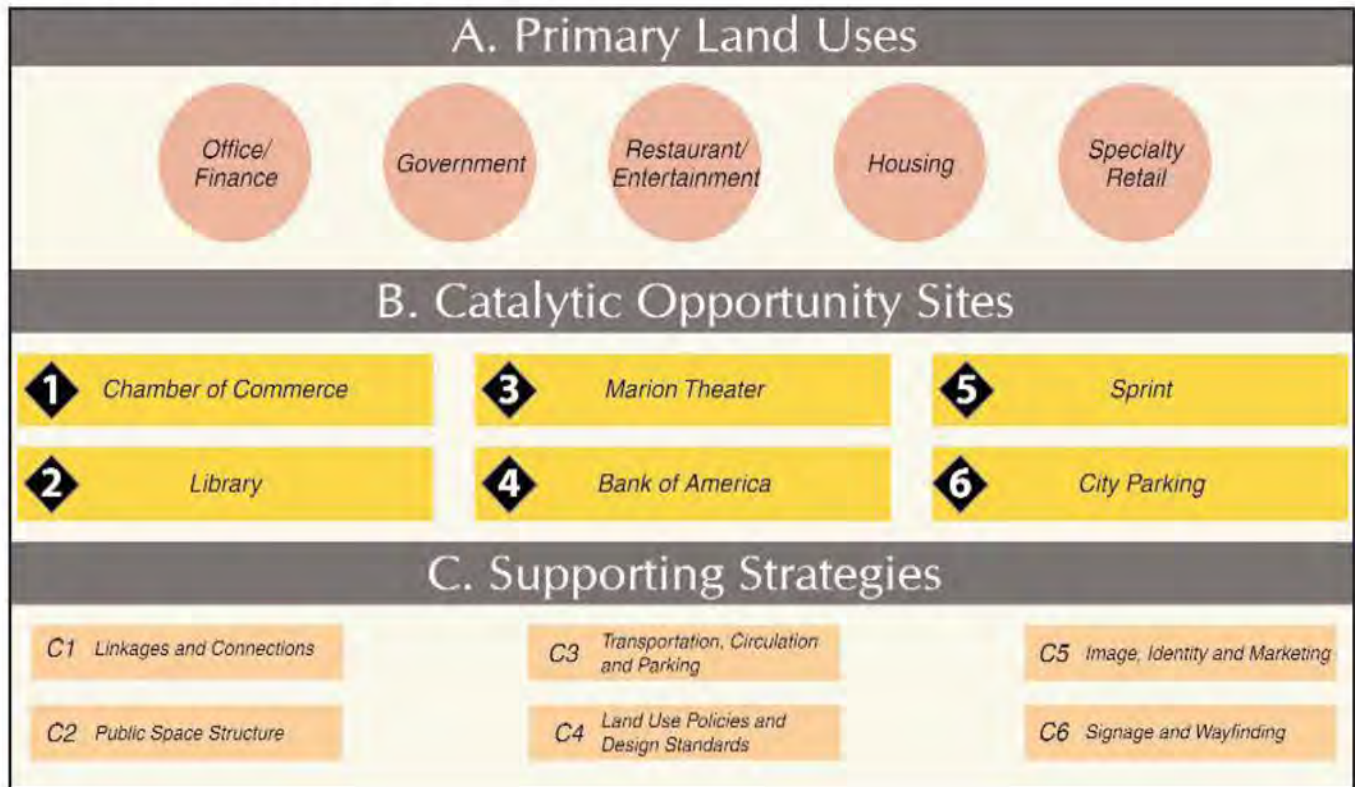 A. Primary Land Uses
Office/
Finance
Government
Restaurant/
Entertainment
Housing
Specialty
Retail
B. Catalytic Opportunity Sites
1 Chamber of Commerce
3 Marion Theater
5 Sprint
2 Library
4 Bank of America
6 City Parking
C. Supporting Strategies
C1 Linkages and Connections
C3 Transportation, Circulation
and Parking
C5 Image, Identity and Marketing
C2 Public Space Structure
C4 Land Use Policies and
Design Standards
C6 Signage and Wayfinding